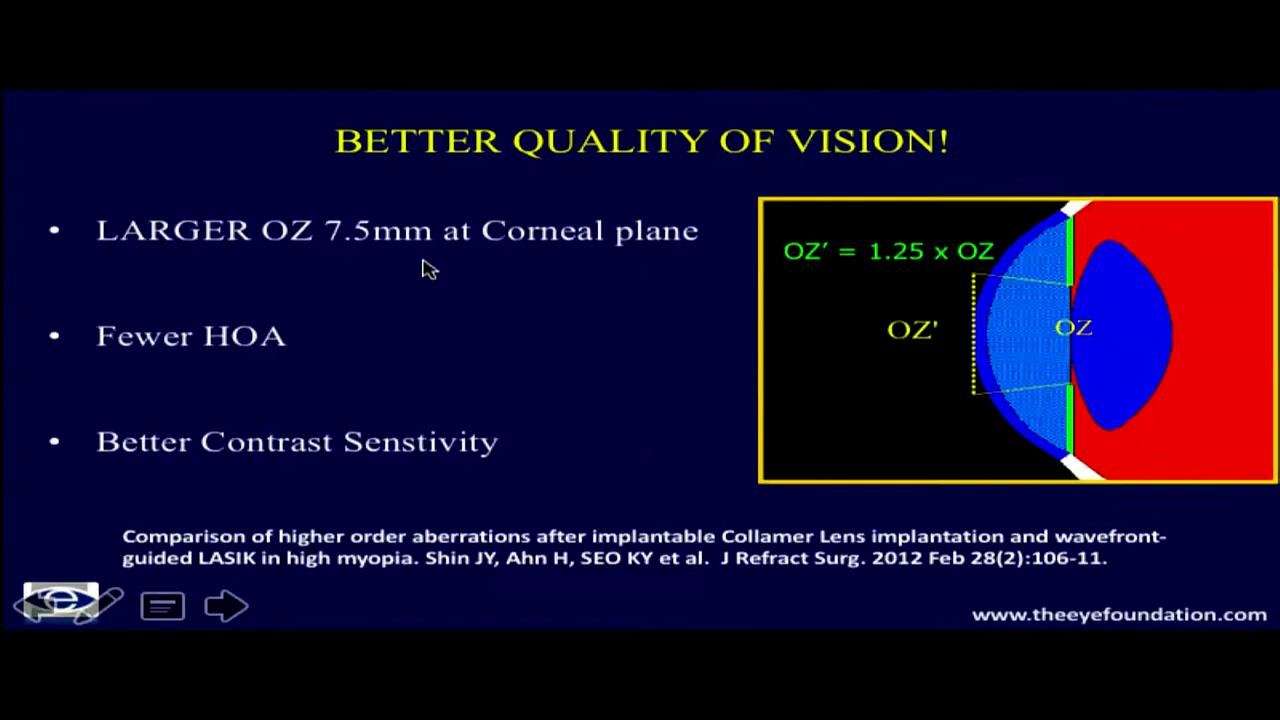 BETTER QUALITY OF VISION!
• LARGER OZ 7.5mm at Corneal plane
• Fewer HOA
• Better Contrast Senstivity
OZ’ = 1.25 x OZ
OZ'
OZ
Comparison of higher order aberrations after implantable Collamer Lens implantation and wavefront-
guided LASIK in high myopia. Shin JY, Ahn H, SEO KY et al. J Refract Surg. 2012 Feb 28(2):106-11.
e
www.theeyefoundation.com